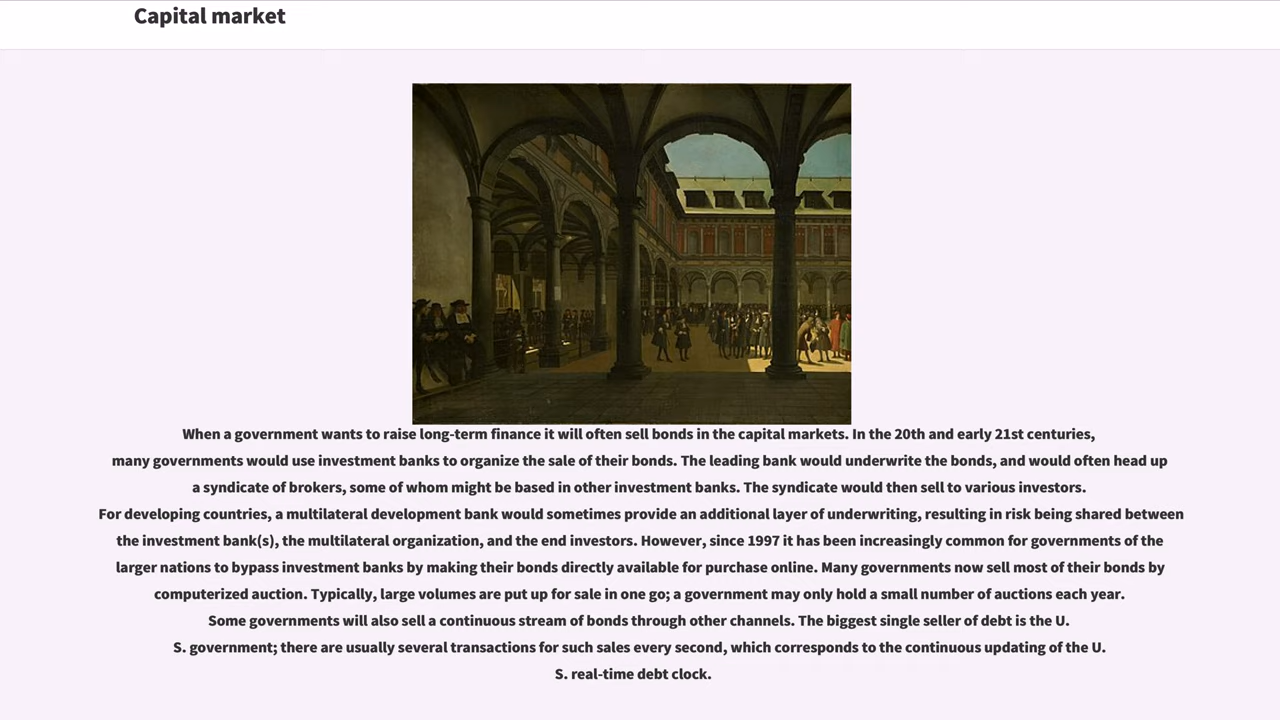 Capital market
When a government wants to raise long-term finance it will often sell bonds in the capital markets. In the 20th and early 21st centuries,
many governments would use investment banks to organize the sale of their bonds. The leading bank would underwrite the bonds, and would often head up
a syndicate of brokers, some of whom might be based in other investment banks. The syndicate would then sell to various investors.
For developing countries, a multilateral development bank would sometimes provide an additional layer of underwriting, resulting in risk being shared between
the investment bank(s), the multilateral organization, and the end investors. However, since 1997 it has been increasingly common for governments of the
larger nations to bypass investment banks by making their bonds directly available for purchase online. Many governments now sell most of their bonds by
computerized auction. Typically, large volumes are put up for sale in one go; a government may only hold a small number of auctions each year.
Some governments will also sell a continuous stream of bonds through other channels. The biggest single seller of debt is the U.
S. government; there are usually several transactions for such sales every second, which corresponds to the continuous updating of the U.
S. real-time debt clock.